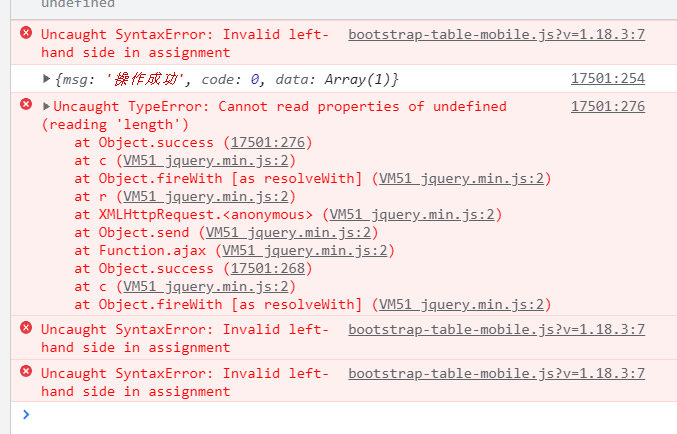 undefined
Uncaught SyntaxError: Invalid left- bootstrap-table-mobile.js?v=1.18.3:7
hand side in assignment
{msg: '操作成功', code: 0, data: Array(1)} 17501:254
Uncaught TypeError: Cannot read properties of undefined 17501:276
(reading 'length')
at Object.success (17501:276)
at c (VM51 jquery.min.js:2)
at Object.fireWith [as resolveWith] (VM51 jquery.min.js:2)
at r (VM51 jquery.min.js:2)
at XMLHttpRequest.<anonymous> (VM51 jquery.min.js:2)
at Object.send (VM51 jquery.min.js:2)
at Function.ajax (VM51 jquery.min.js:2)
at Object.success (17501:268)
at c (VM51 jquery.min.js:2)
at Object.fireWith [as resolveWith] (VM51 jquery.min.js:2)
Uncaught SyntaxError: Invalid left- bootstrap-table-mobile.js?v=1.18.3:7
hand side in assignment
Uncaught SyntaxError: Invalid left- bootstrap-table-mobile.js?v=1.18.3:7
hand side in assignment